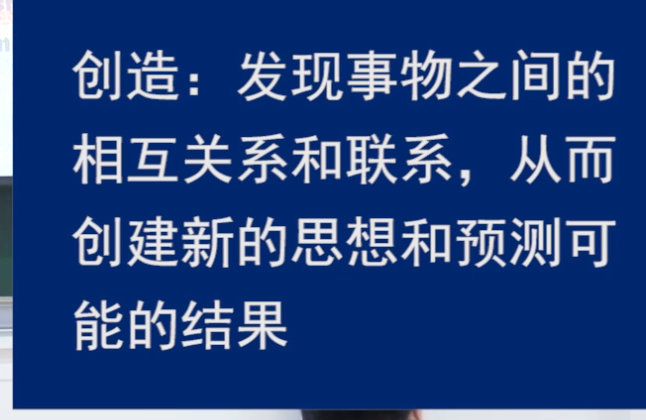 创造：发现事物之间的
相互关系和联系，从而
创建新的思想和预测可
能的结果